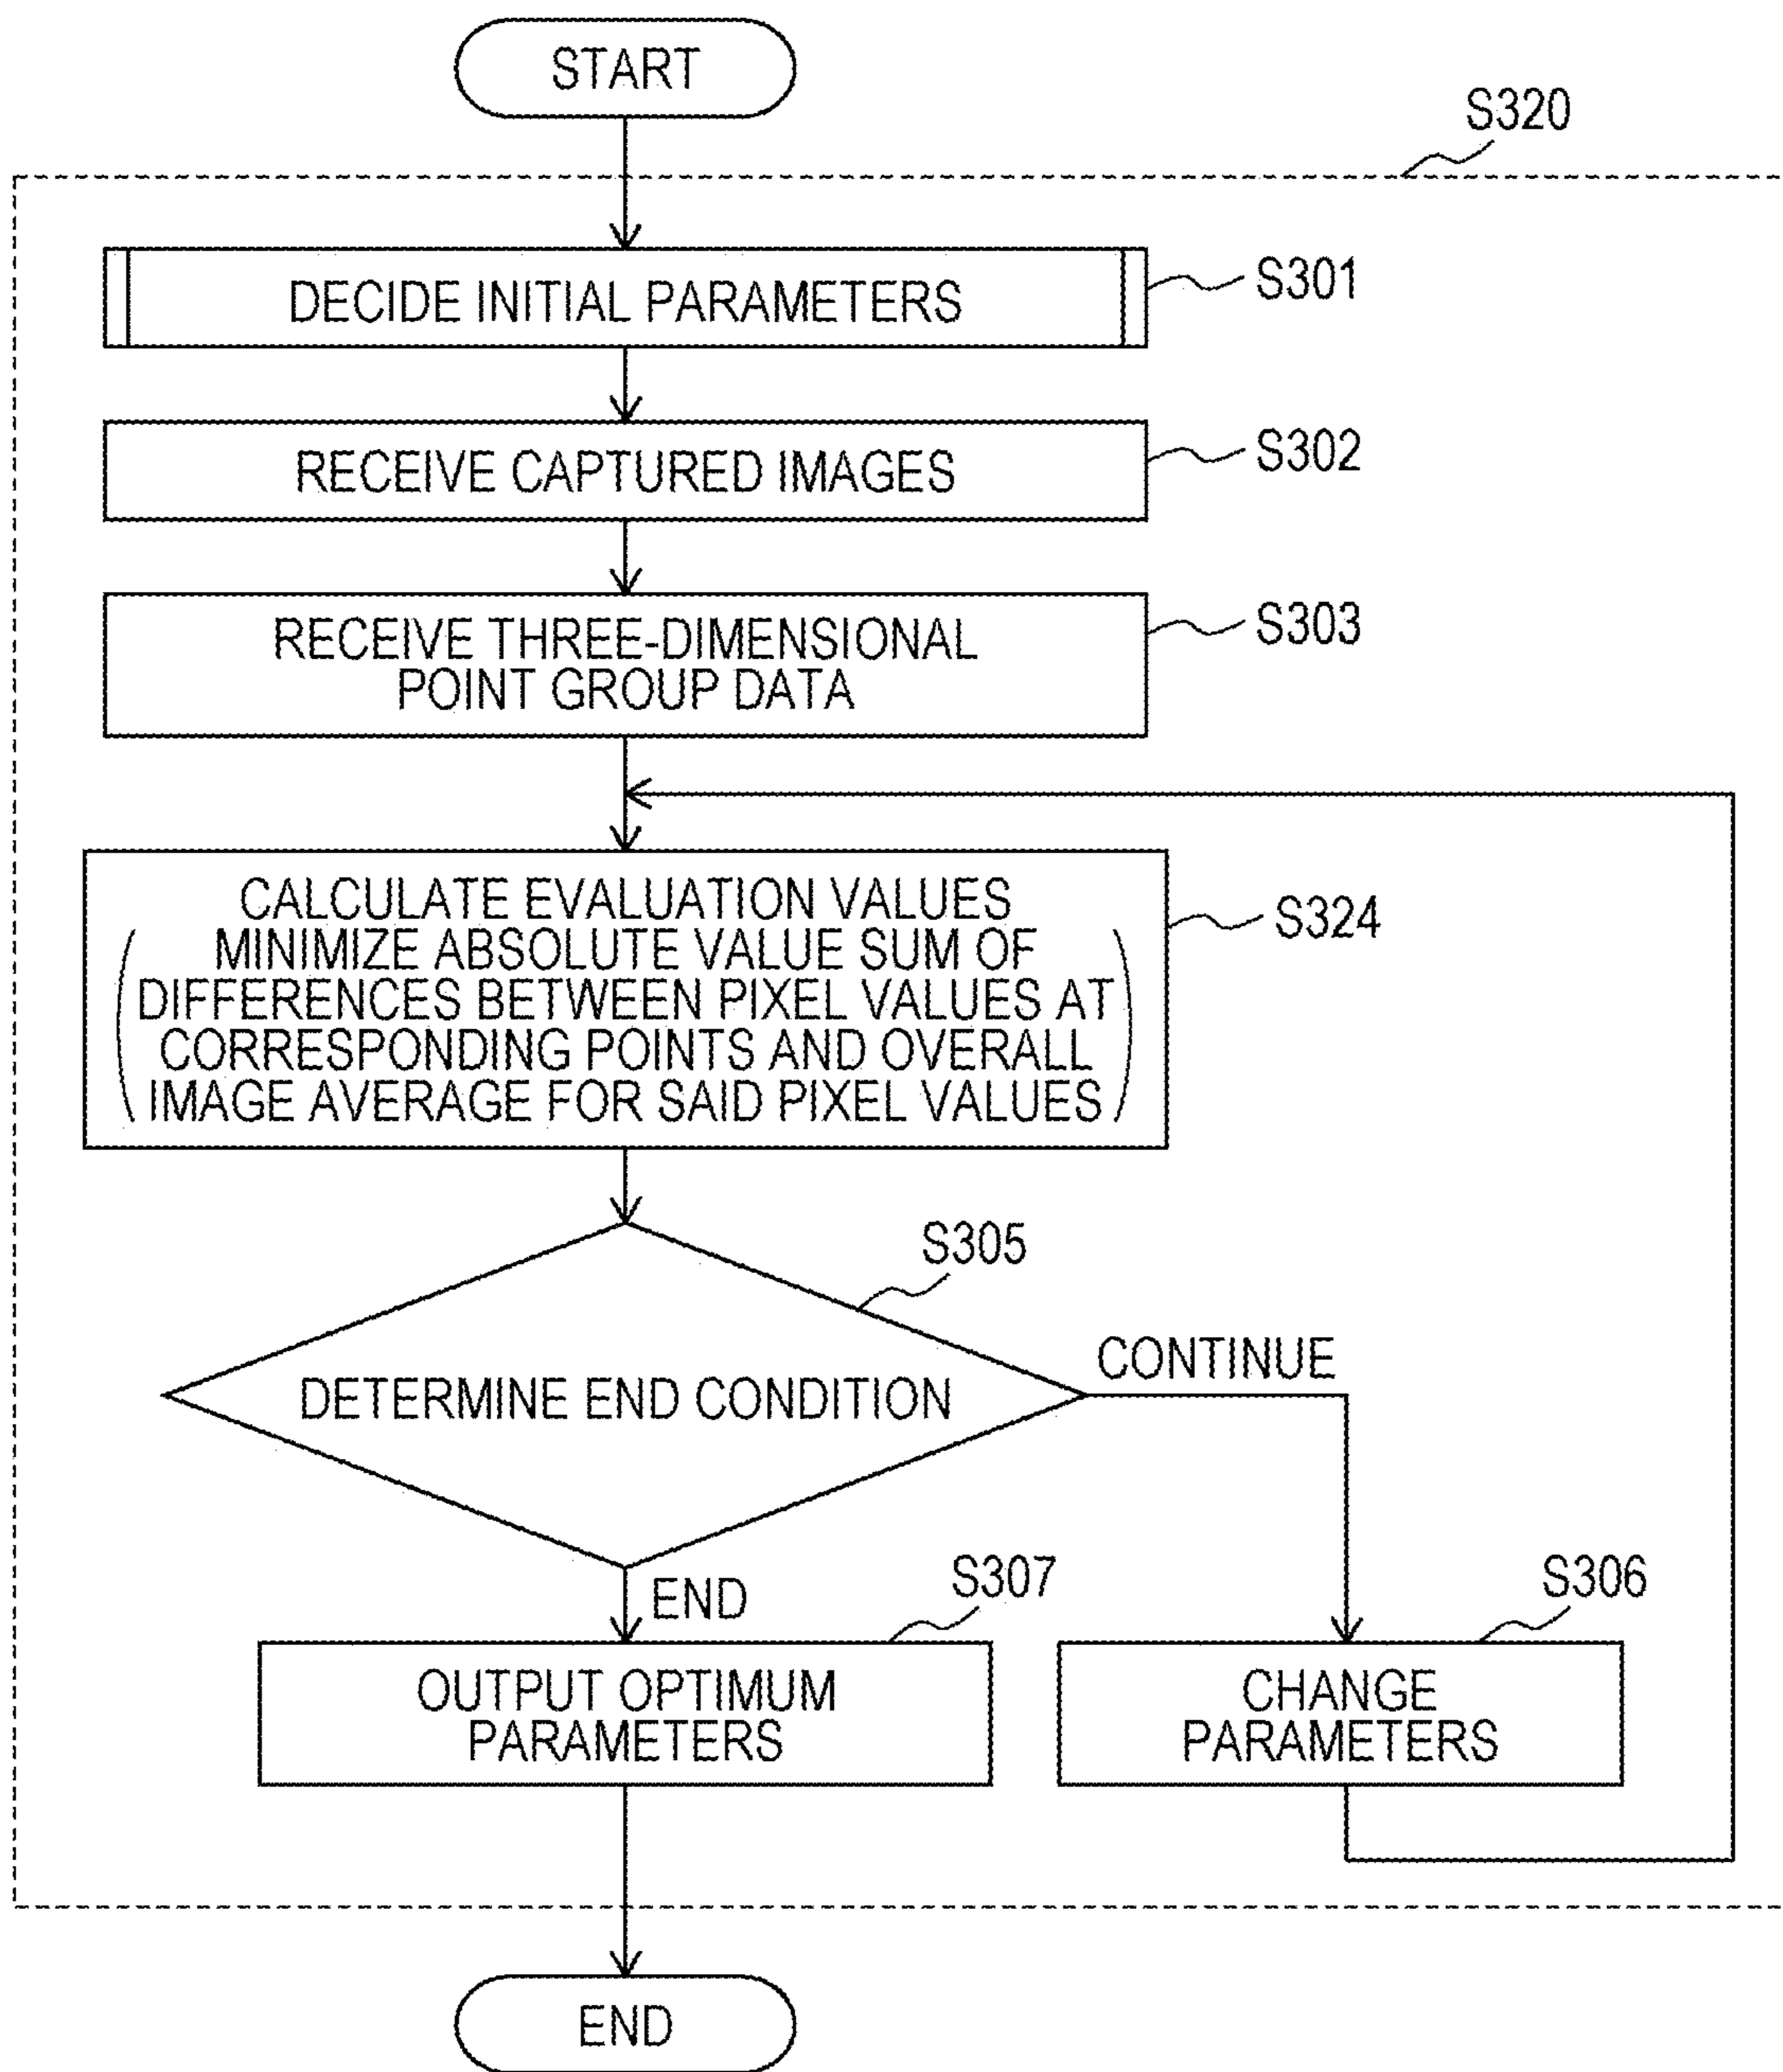 START
S320
DECIDE INITIAL PARAMETERS
S301
RECEIVE CAPTURED IMAGES
S302
RECEIVE THREE-DIMENSIONAL
POINT GROUP DATA
S303
CALCULATE EVALUATION VALUES
(MINIMIZE ABSOLUTE VALUE SUM OF
DIFFERENCES BETWEEN PIXEL VALUES AT
CORRESPONDING POINTS AND OVERALL
IMAGE AVERAGE FOR SAID PIXEL VALUES)
S324
S305
DETERMINE END CONDITION
CONTINUE
END
S307
S306
OUTPUT OPTIMUM
PARAMETERS
CHANGE
PARAMETERS
END